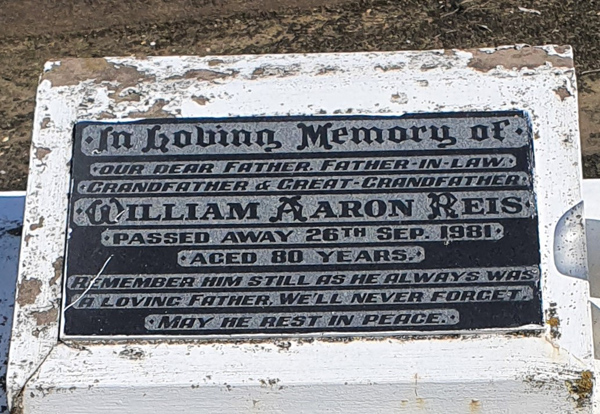 In Loving Memory of
OUR DEAR FATHER, FATHER-IN-LAW,
GRANDFATHER & GREAT-GRANDFATHER
WILLIAM AARON REIS
PASSED AWAY 26TH SEP. 1981
AGED 80 YEARS.
REMEMBER HIM STILL AS HE ALWAYS WAS
A LOVING FATHER, WE'LL NEVER FORGET
MAY HE REST IN PEACE.